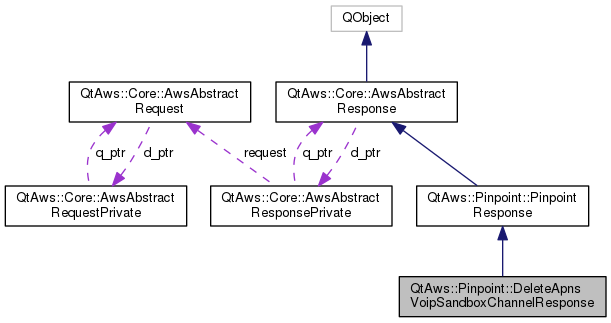 QObject
QtAws::Core::AwsAbstract
Request
QtAws::Core::AwsAbstract
Response
q_ptr
d_ptr
request
q_ptr
d_ptr
QtAws::Core::AwsAbstract
RequestPrivate
QtAws::Core::AwsAbstract
ResponsePrivate
QtAws::Pinpoint::Pinpoint
Response
QtAws::Pinpoint::DeleteApns
VoipSandboxChannelResponse